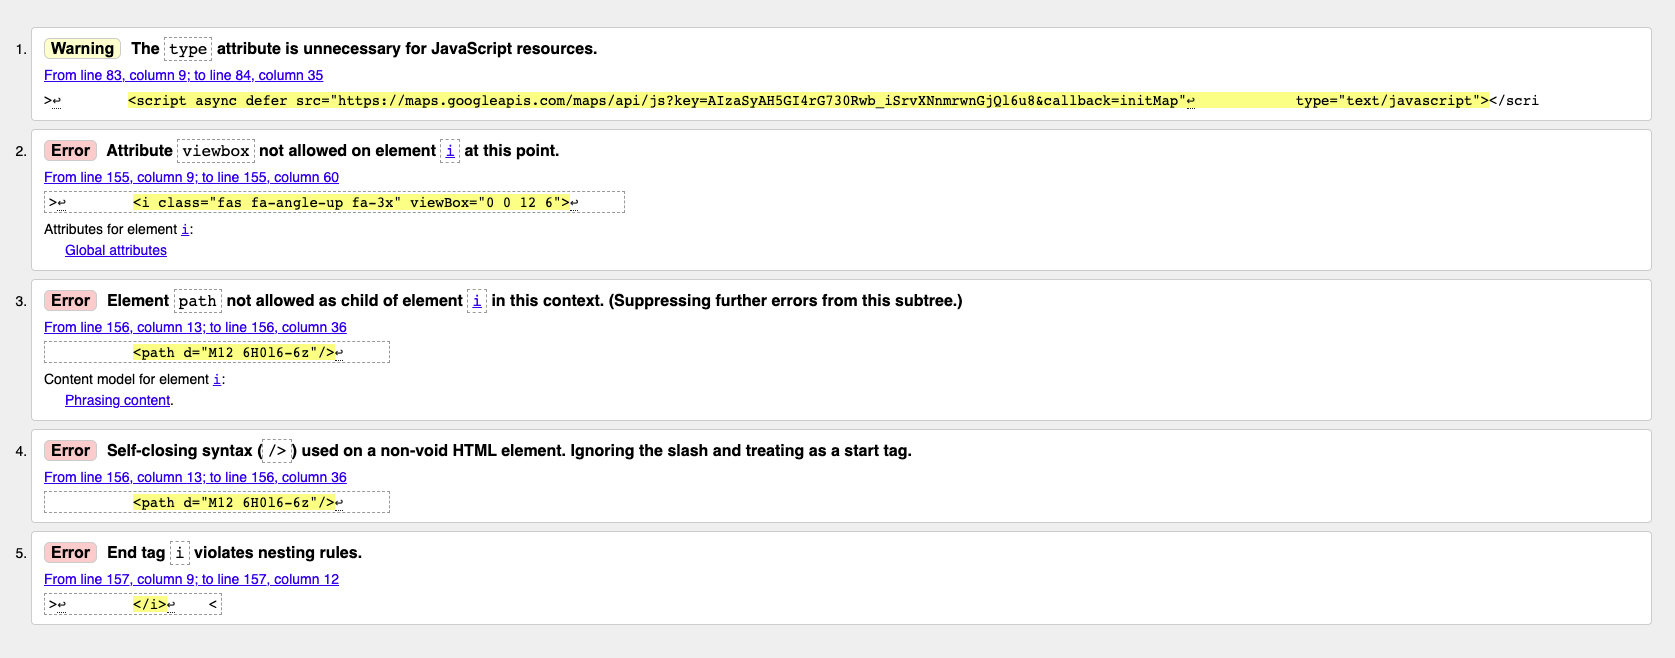 1. Warning The type attribute is unnecessary for JavaScript resources.
From line 83, column 9; to line 84, column 35
>↩ <script async defer src="https://maps.googleapis.com/maps/api/js?key=AIzaSyAH5GI4rG730Rwb_iSrvXNnmrwnGjQl6u8&callback=initMap"↩ type="text/javascript"></scri
2. Error Attribute viewbox not allowed on element i at this point.
From line 155, column 9; to line 155, column 60
>↩ <i class="fas fa-angle-up fa-3x" viewBox="0 0 12 6">↩
Attributes for element i:
Global attributes
3. Error Element path not allowed as child of element i in this context. (Suppressing further errors from this subtree.)
From line 156, column 13; to line 156, column 36
<path d="M12 6H0l6-6z"/>↩
Content model for element i:
Phrasing content.
4. Error Self-closing syntax (/>) used on a non-void HTML element. Ignoring the slash and treating as a start tag.
From line 156, column 13; to line 156, column 36
<path d="M12 6H0l6-6z"/>↩
5. Error End tag i violates nesting rules.
From line 157, column 9; to line 157, column 12
>↩ </i>↩ <